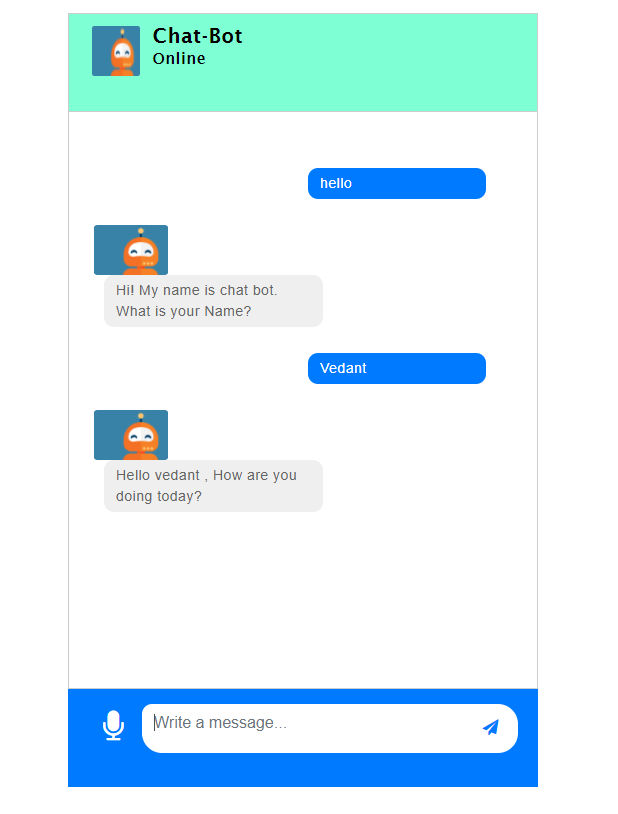 Chat-Bot
Online
hello
Hi! My name is chat bot.
What is your Name?
Vedant
Hello vedant , How are you
doing today?
Write a message...